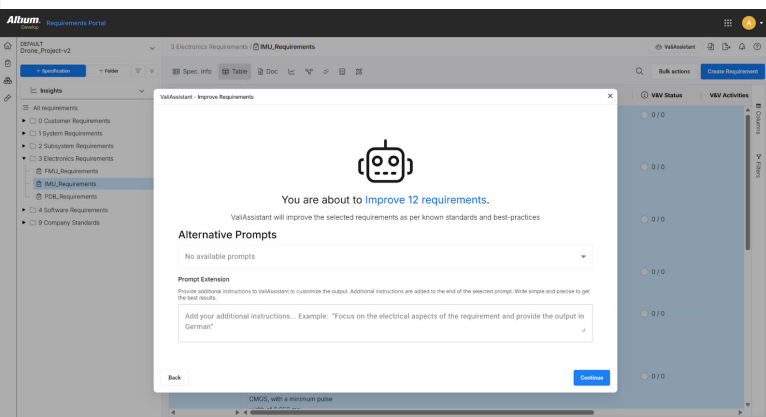 Altium.
Develop
Requirements Portal
A
DEFAULT
Drone_Project-v2
3 Electronics Requirements / IMU_Requirements
ValiAssistant
+ Specification
+ Folder
Spec. info
Table
Doc
Bulk actions
Create Requirement
Insights
All requirements
0 Customer Requirements
1 System Requirements
2 Subsystem Requirements
3 Electronics Requirements
FMU_Requirements
IMU_Requirements
PDB_Requirements
4 Software Requirements
9 Company Standards
V&V Status
V&V Activities
0 / 0
0 / 0
0 / 0
0 / 0
0 / 0
0 / 0
Columns
Filters
ValiAssistant - Improve Requirements
You are about to Improve 12 requirements.
ValiAssistant will improve the selected requirements as per known standards and best-practices
Alternative Prompts
No available prompts
Prompt Extension
Provide additional instructions to ValiAssistant to customize the output. Additional instructions are added to the end of the selected prompt. Write simple and precise to get
the best results.
Add your additional instructions... Example: "Focus on the electrical aspects of the requirement and provide the output in
German"
Back
Continue
CMOS, with a minimum pulse